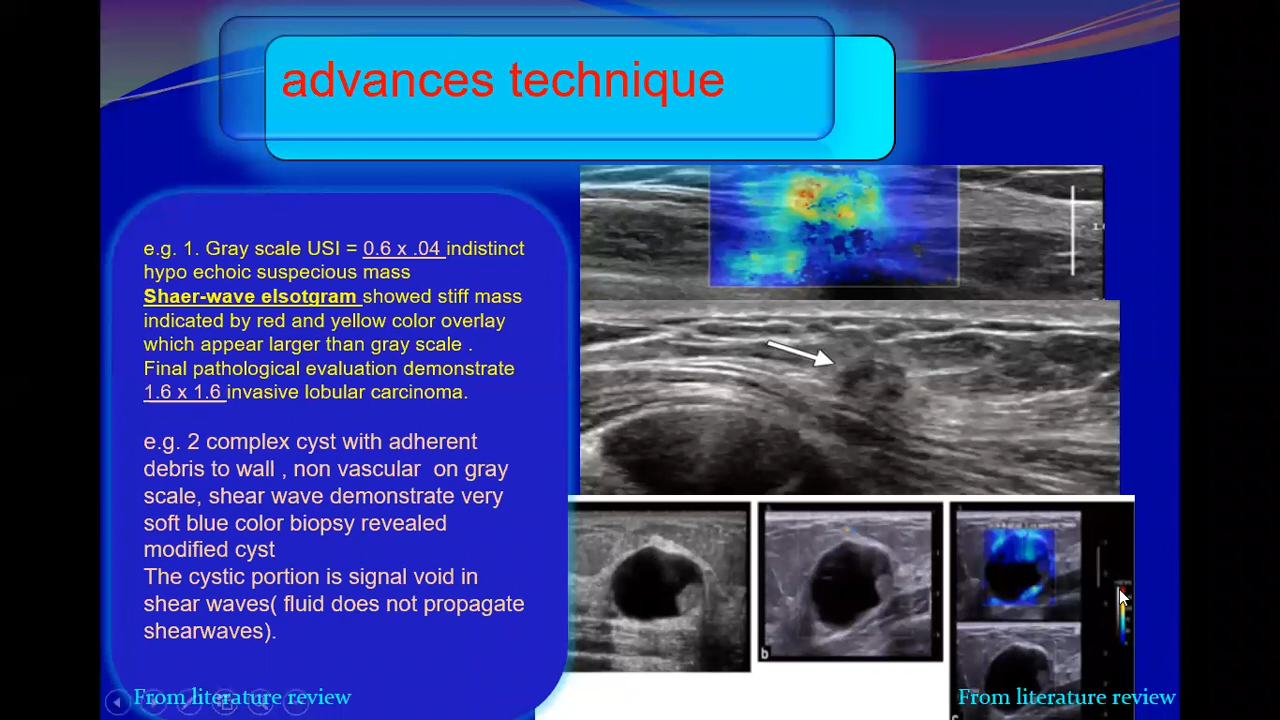 advances technique
e.g. 1. Gray scale USI = 0.6 x .04 indistinct
hypo echoic suspecious mass
Shaer-wave elsotgram showed stiff mass
indicated by red and yellow color overlay
which appear larger than gray scale .
Final pathological evaluation demonstrate
1.6 x 1.6 invasive lobular carcinoma.
e.g. 2 complex cyst with adherent
debris to wall , non vascular  on gray
scale, shear wave demonstrate very
soft blue color biopsy revealed
modified cyst
The cystic portion is signal void in
shear waves( fluid does not propagate
shearwaves).
b
c
From literature review
From literature review